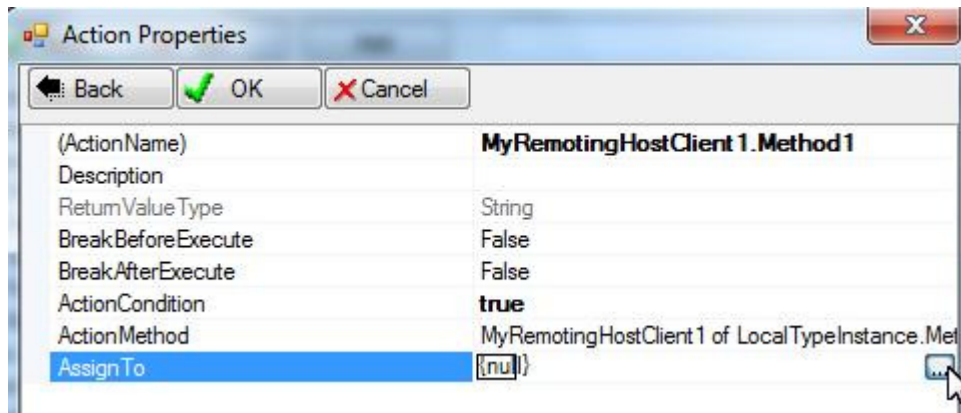 Action Properties
Back OK Cancel
(ActionName) MyRemotingHostClient1.Method1
Description
ReturnValueType String
BreakBeforeExecute False
BreakAfterExecute False
ActionCondition true
ActionMethod MyRemotingHostClient1 of LocalTypeInstance.Met
AssignTo {null} ...